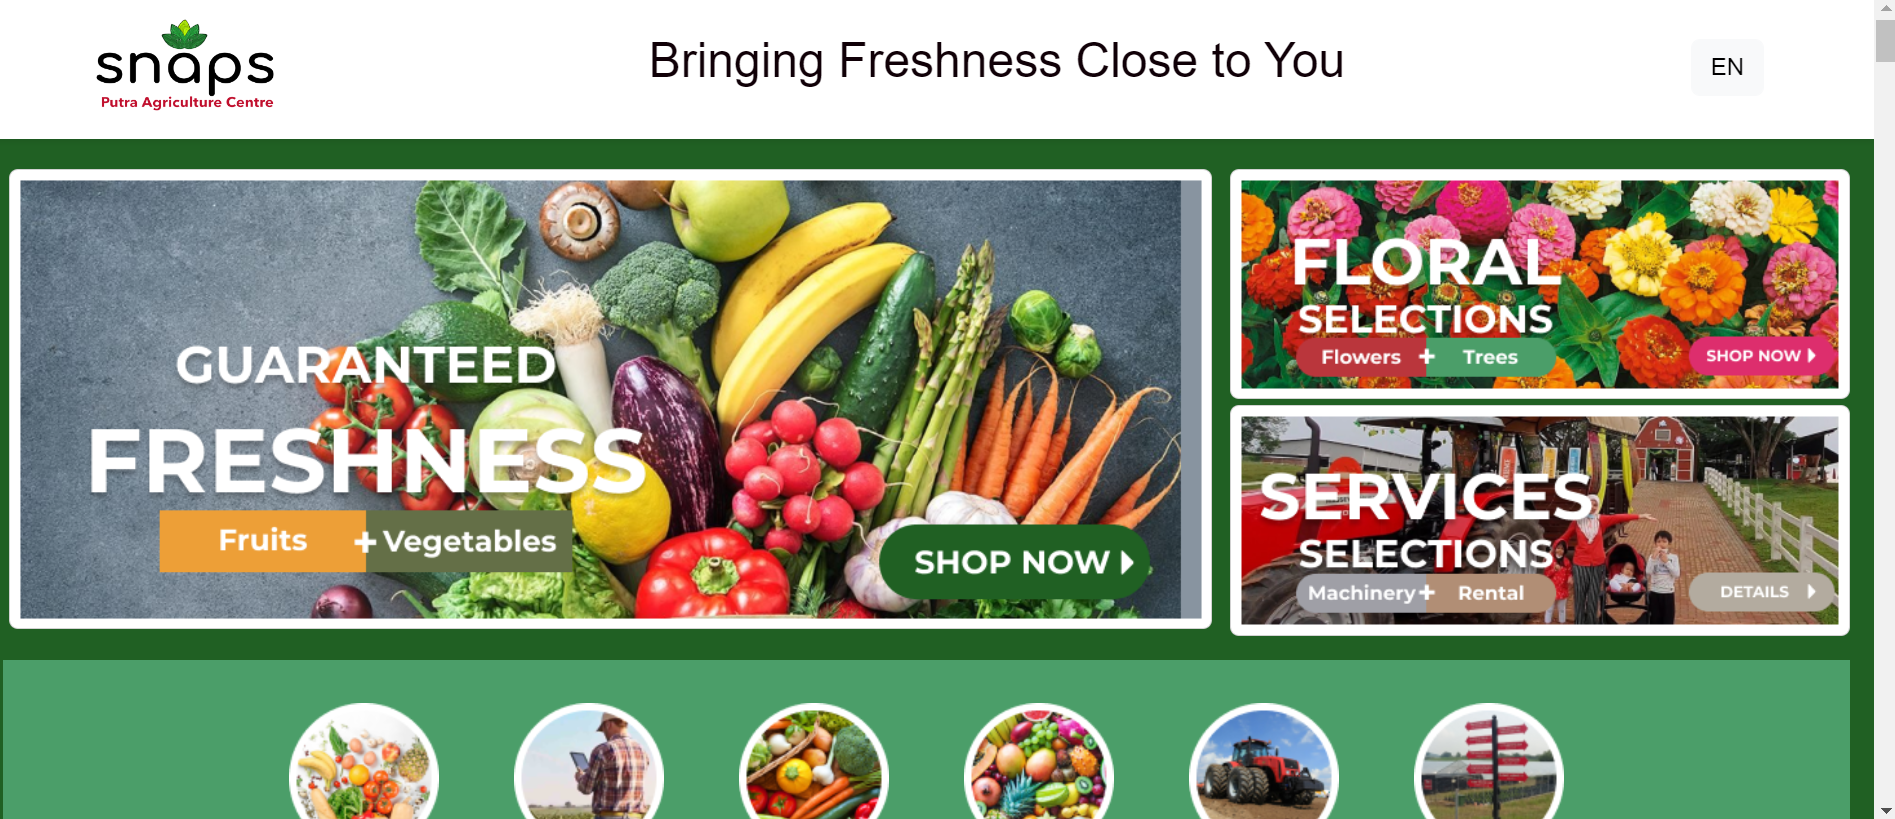 snaps
Putra Agriculture Centre
Bringing Freshness Close to You
EN
GUARANTEED
FRESHNESS
Fruits + Vegetables
SHOP NOW
FLORAL
SELECTIONS
Flowers + Trees
SHOP NOW
SERVICES
SELECTIONS
Machinery + Rental
DETAILS